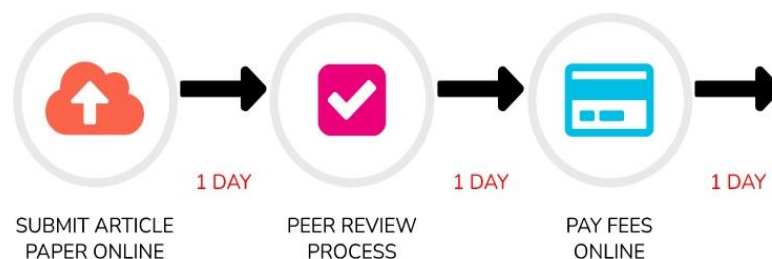 1 DAY
1 DAY
1 DAY
SUBMIT ARTICLE
PAPER ONLINE
PEER REVIEW
PROCESS
PAY FEES
ONLINE